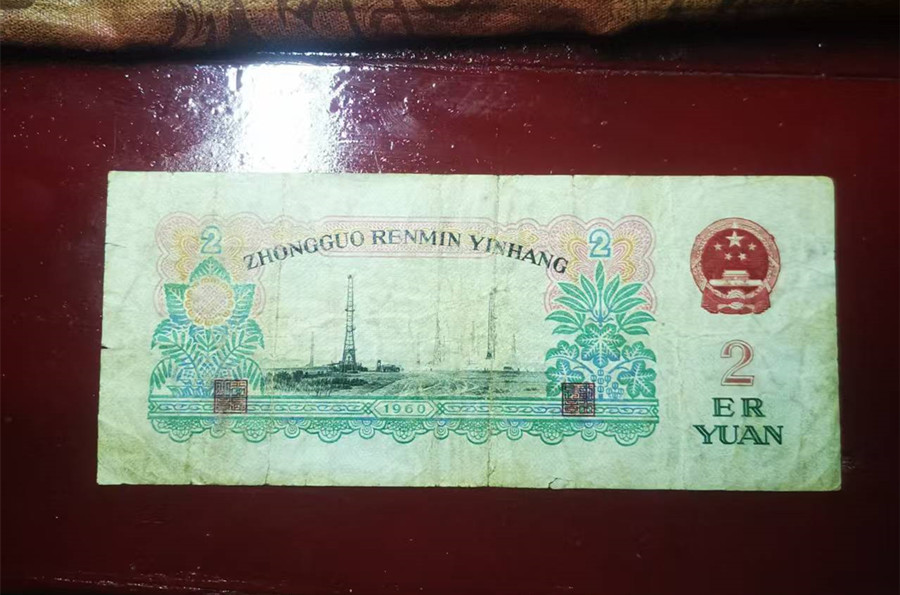 2
2
ZHONGGUO RENMIN YINHANG
1960
2
ER
YUAN